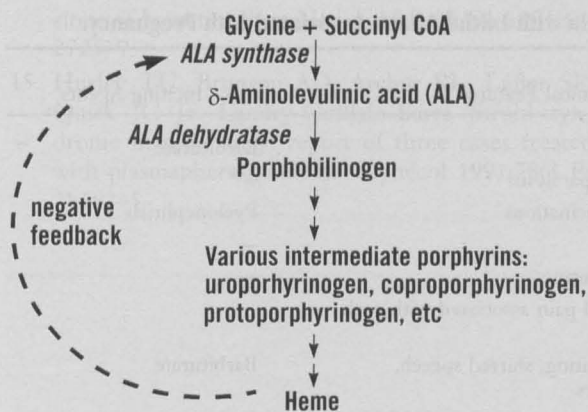 Glycine + Succinyl CoA
ALA synthase
δ-Aminolevulinic acid (ALA)
ALA dehydratase
Porphobilinogen
negative
feedback
Various intermediate porphyrins:
uroporhyrinogen, coproporphyrinogen,
protoporphyrinogen, etc
Heme